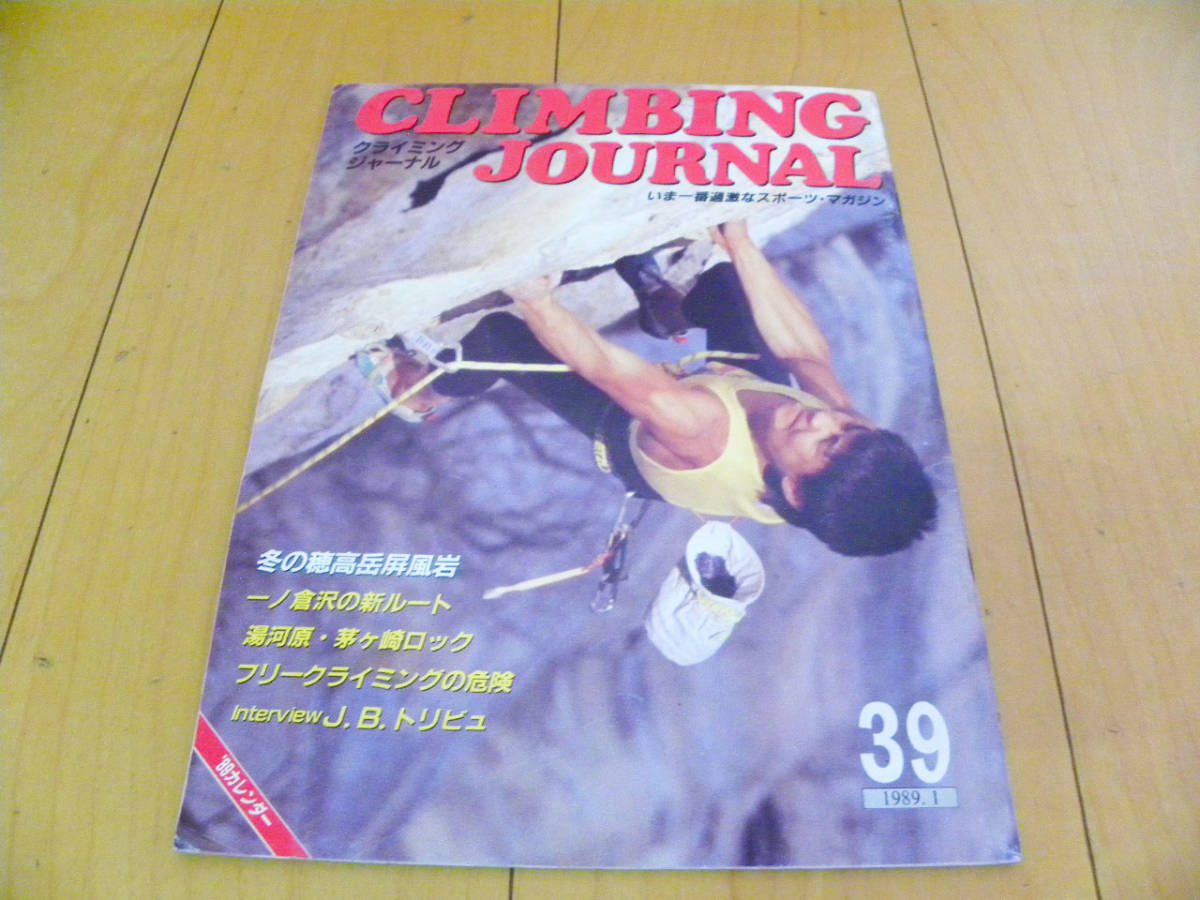 CLIMBING
JOURNAL
クライミング
ジャーナル
いま一番過激なスポーツ・マガジン
冬の穂高岳屏風岩
一ノ倉沢の新ルート
湯河原・茅ヶ崎ロック
フリークライミングの危険
Interview J.B.トリビュ
'89カレンダー
39
1989.1